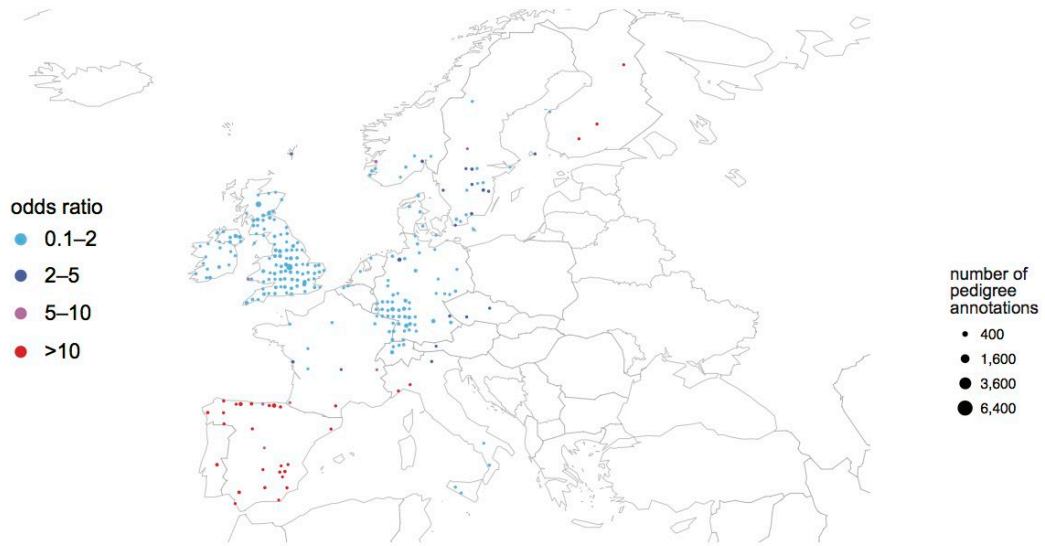 odds ratio
0.1–2
2–5
5–10
>10
number of
pedigree
annotations
400
1,600
3,600
6,400